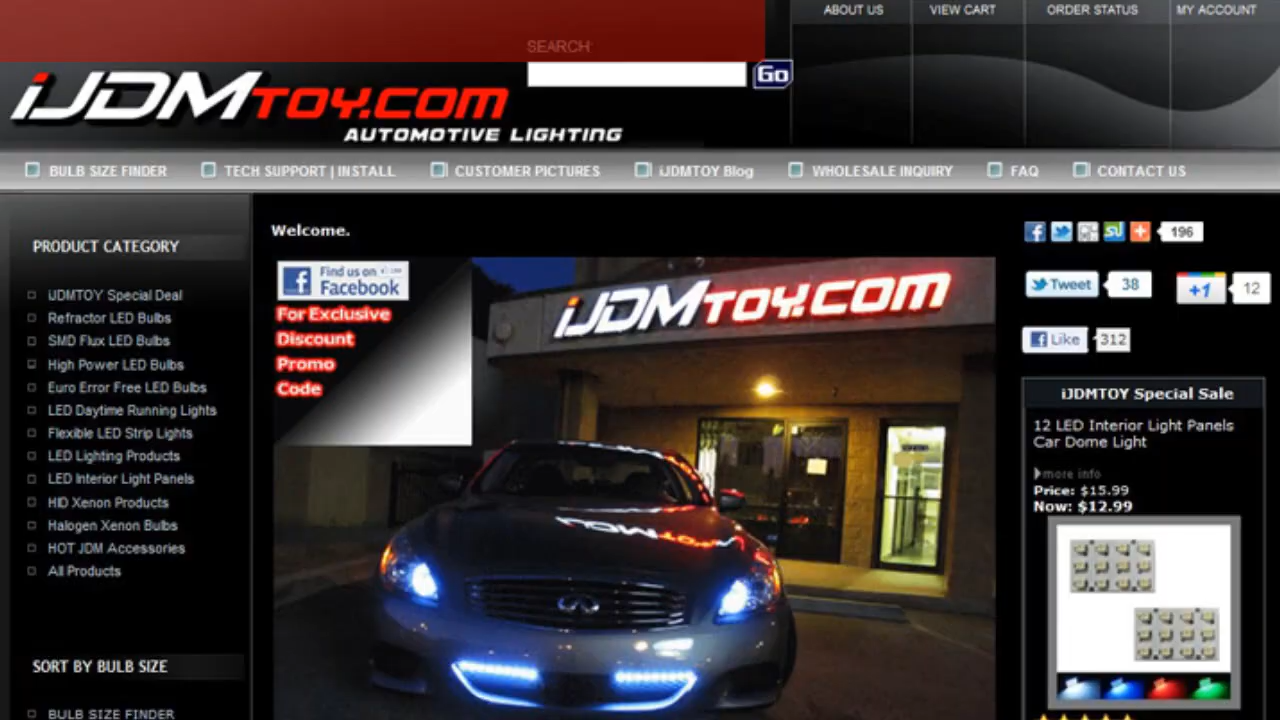 ABOUT US
VIEW CART
ORDER STATUS
MY ACCOUNT
SEARCH:
Go
iJDMTOY.COM
AUTOMOTIVE LIGHTING
BULB SIZE FINDER
TECH SUPPORT | INSTALL
CUSTOMER PICTURES
iJDMTOY Blog
WHOLESALE INQUIRY
FAQ
CONTACT US
PRODUCT CATEGORY
iJDMTOY Special Deal
Refractor LED Bulbs
SMD Flux LED Bulbs
High Power LED Bulbs
Euro Error Free LED Bulbs
LED Daytime Running Lights
Flexible LED Strip Lights
LED Lighting Products
LED Interior Light Panels
HID Xenon Products
Halogen Xenon Bulbs
HOT JDM Accessories
All Products
SORT BY BULB SIZE
BULB SIZE FINDER
Welcome.
Find us on
Facebook
For Exclusive
Discount
Promo
Code
iJDMTOY.COM
196
Tweet
38
+1
12
Like
312
iJDMTOY Special Sale
12 LED Interior Light Panels
Car Dome Light
more info
Price: $15.99
Now: $12.99